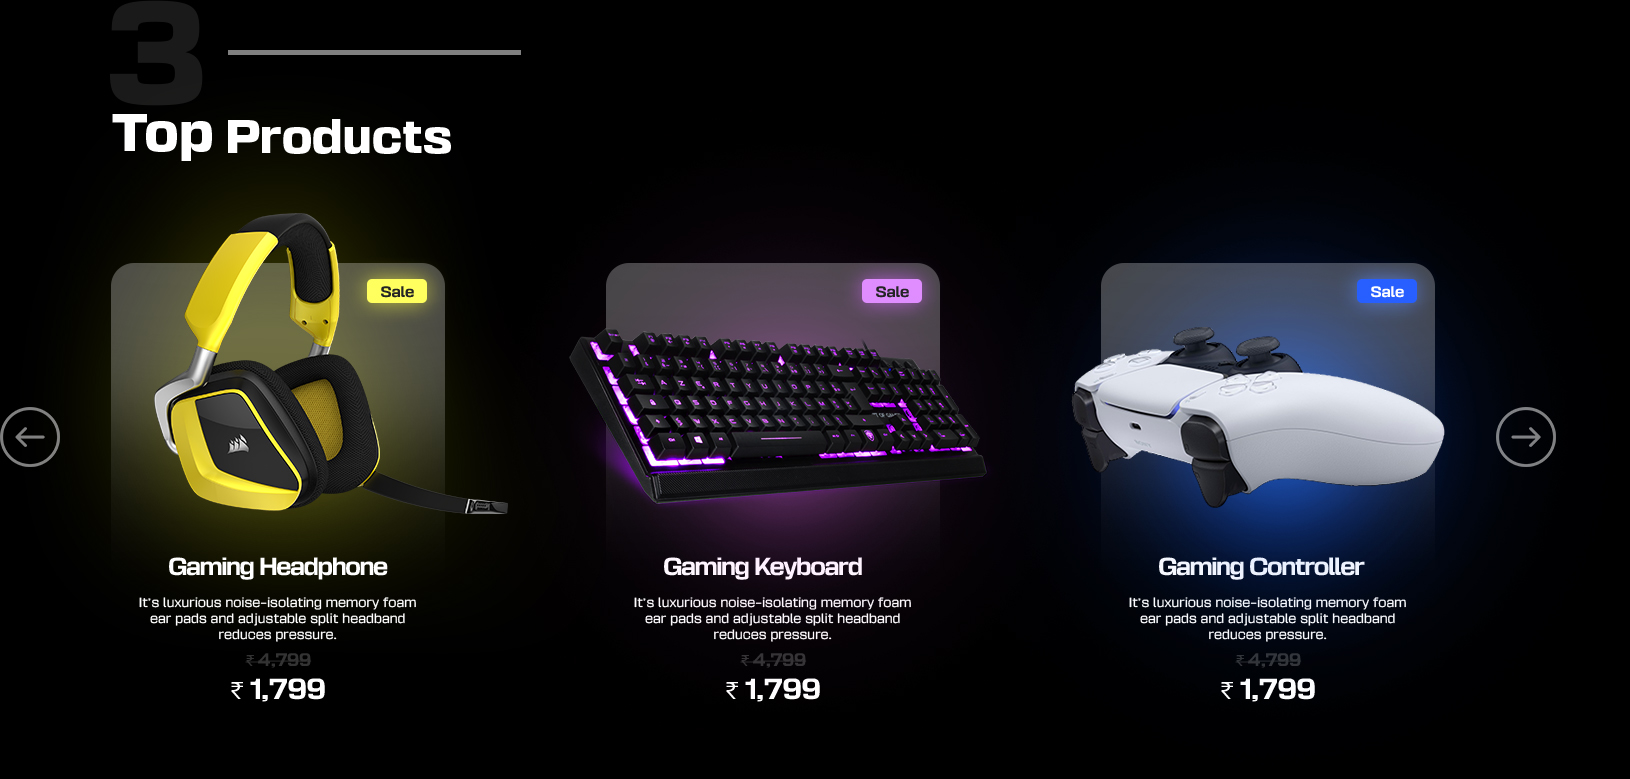 3
Top Products
Sale
Gaming Headphone
It's luxurious noise-isolating memory foam
ear pads and adjustable split headband
reduces pressure.
₹ 4,799
₹ 1,799
Sale
Gaming Keyboard
It's luxurious noise-isolating memory foam
ear pads and adjustable split headband
reduces pressure.
₹ 4,799
₹ 1,799
Sale
Gaming Controller
It's luxurious noise-isolating memory foam
ear pads and adjustable split headband
reduces pressure.
₹ 4,799
₹ 1,799